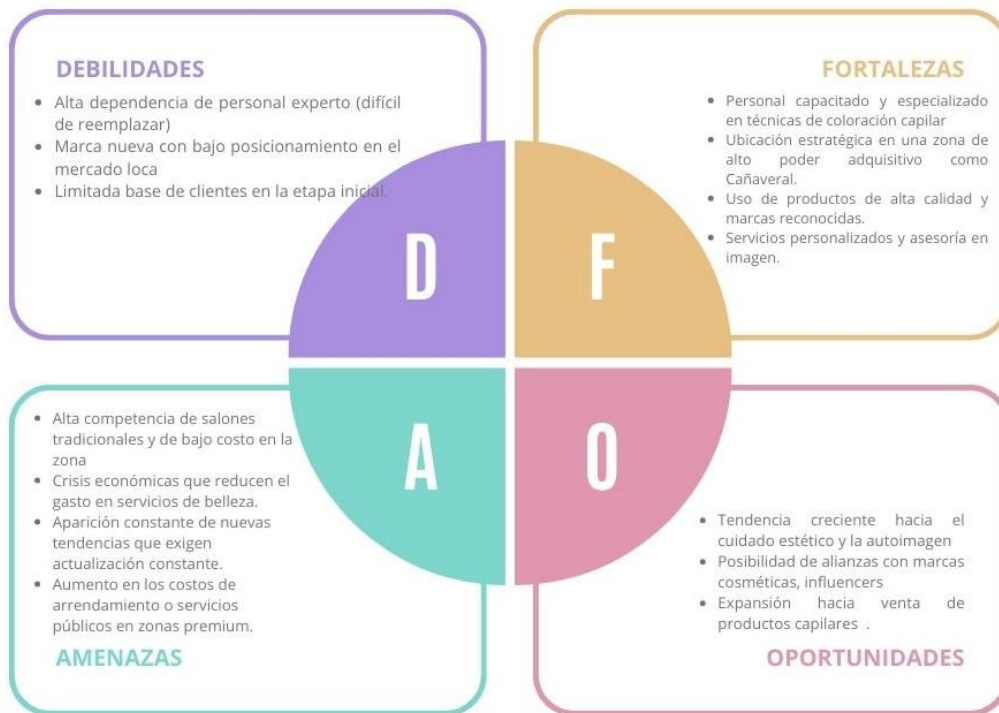 DEBILIDADES
• Alta dependencia de personal experto (difícil
de reemplazar)
• Marca nueva con bajo posicionamiento en el
mercado loca
• Limitada base de clientes en la etapa inicial.
FORTALEZAS
• Personal capacitado y especializado
en técnicas de coloración capilar
• Ubicación estratégica en una zona de
alto poder adquisitivo como
Cañaveral.
• Uso de productos de alta calidad y
marcas reconocidas.
• Servicios personalizados y asesoría en
imagen.
D
F
A
O
• Alta competencia de salones
tradicionales y de bajo costo en la
zona
• Crisis económicas que reducen el
gasto en servicios de belleza.
• Aparición constante de nuevas
tendencias que exigen
actualización constante.
• Aumento en los costos de
arrendamiento o servicios
públicos en zonas premium.
AMENAZAS
• Tendencia creciente hacia el
cuidado estético y la autoimagen
• Posibilidad de alianzas con marcas
cosméticas, influencers
• Expansión hacia venta de
productos capilares .
OPORTUNIDADES